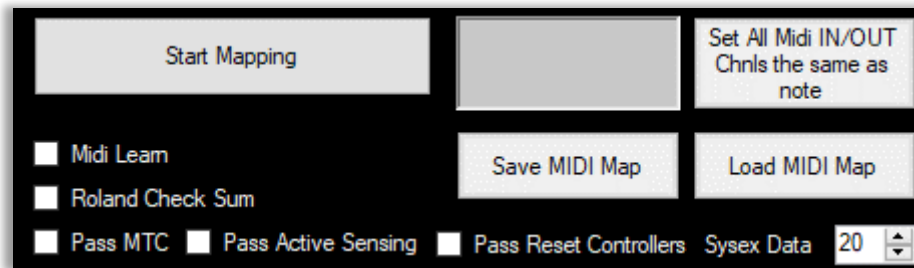 Start Mapping
Set All Midi IN/OUT
Chnls the same as
note
Midi Learn
Save MIDI Map
Load MIDI Map
Roland Check Sum
Pass MTC
Pass Active Sensing
Pass Reset Controllers
Sysex Data
20